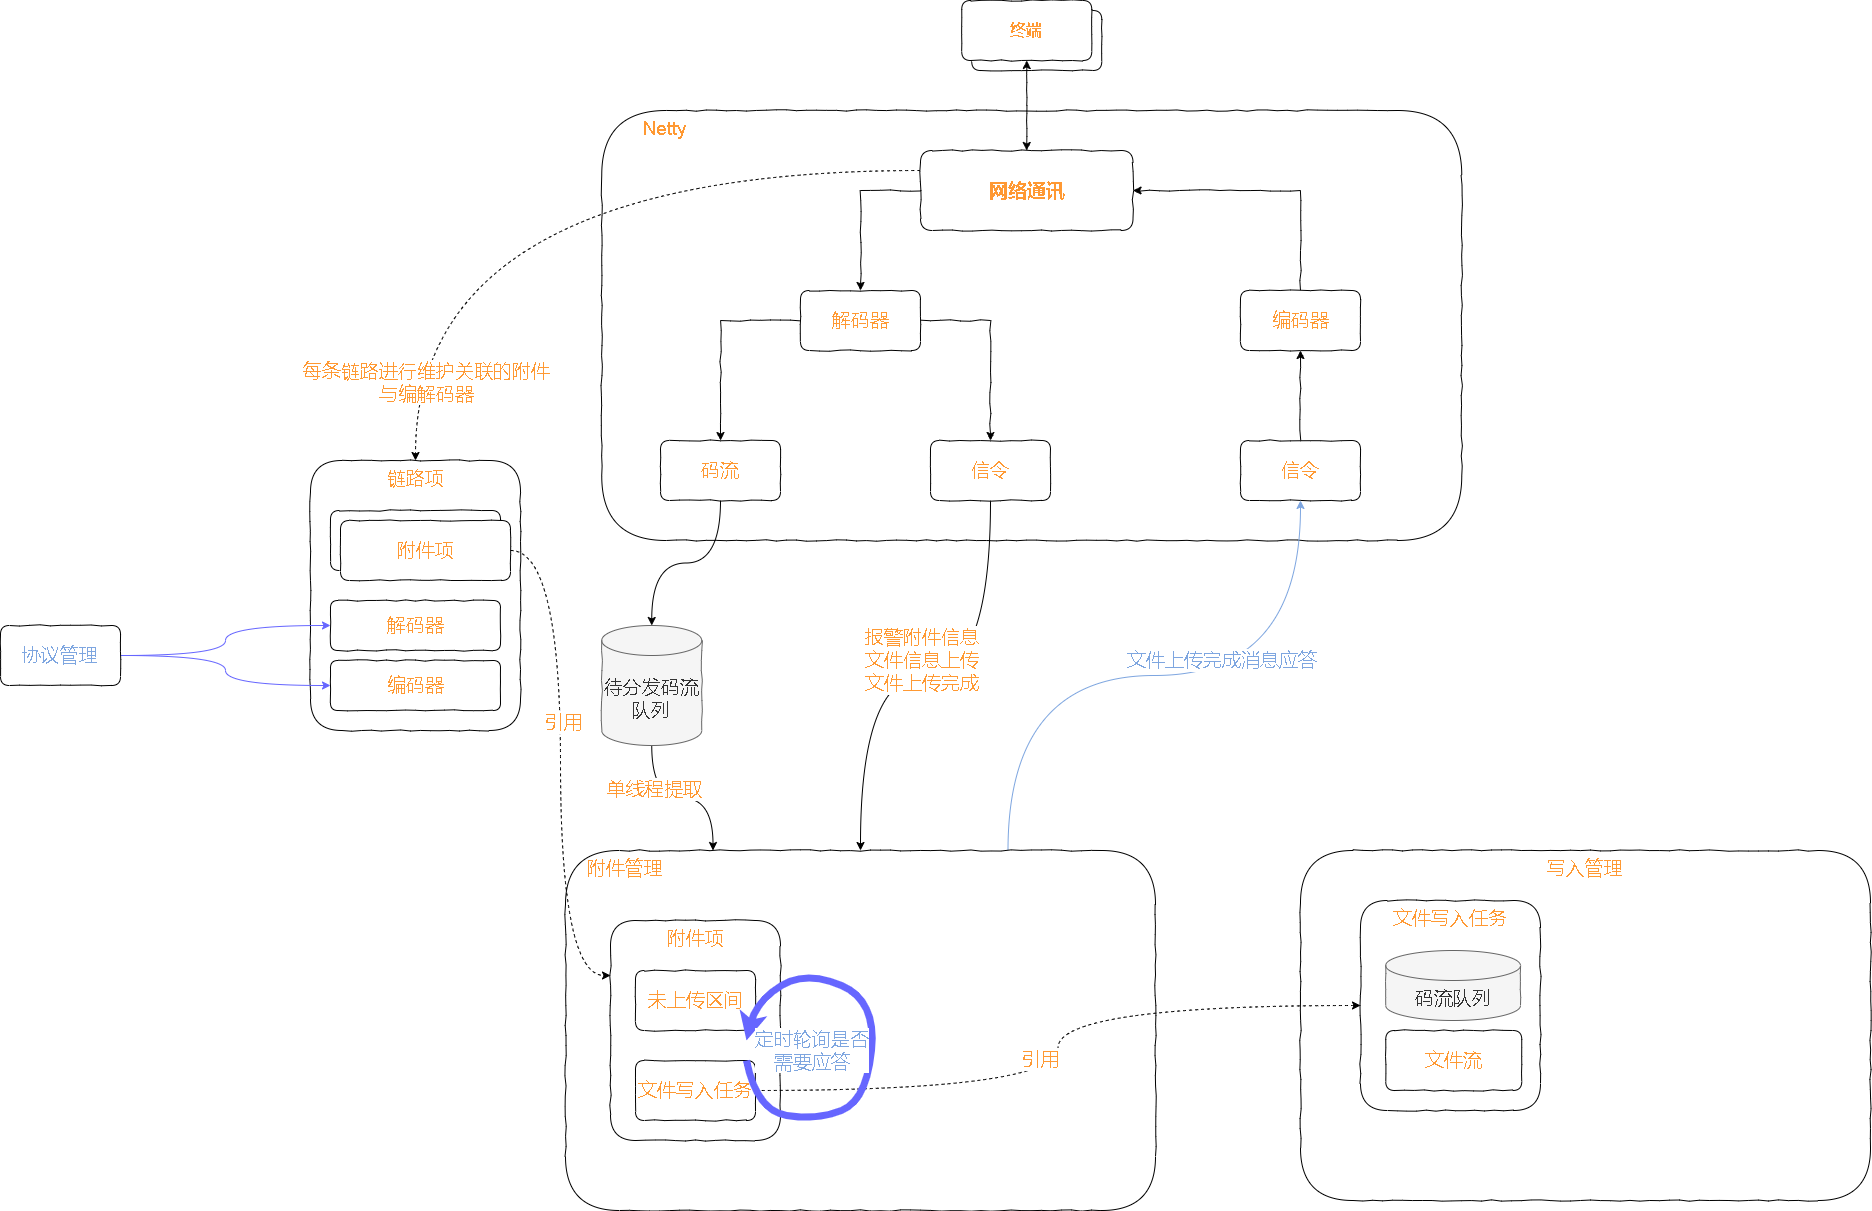 终端
Netty
网络通讯
解码器
编码器
每条链路进行维护关联的附件
与编解码器
码流
信令
信令
链路项
附件项
解码器
编码器
协议管理
引用
待分发码流
队列
单线程提取
报警附件信息
文件信息上传
文件上传完成
文件上传完成消息应答
附件管理
附件项
未上传区间
文件写入任务
定时轮询是否
需要应答
引用
写入管理
文件写入任务
码流队列
文件流